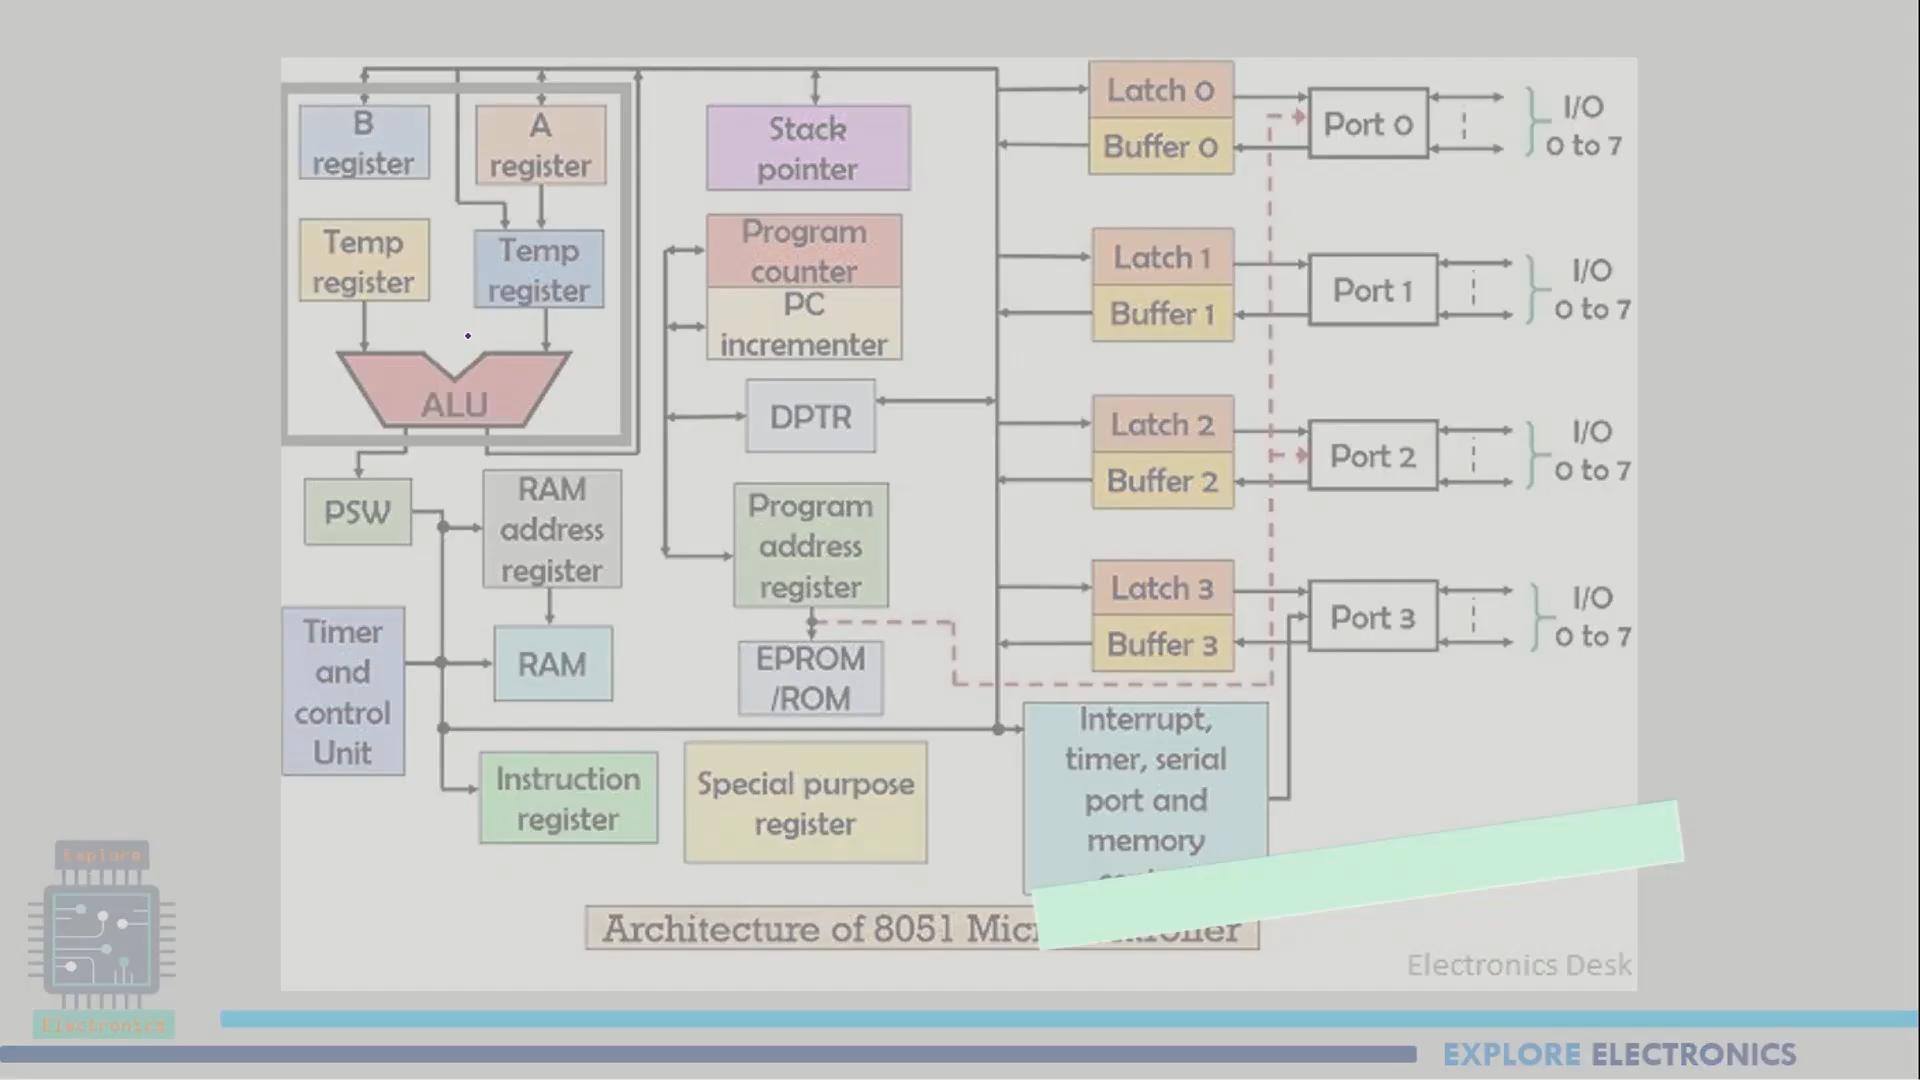 B
register
A
register
Temp
register
Temp
register
ALU
PSW
RAM
address
register
Timer
and
control
Unit
RAM
Instruction
register
Stack
pointer
Program
counter
PC
incrementer
DPTR
Program
address
register
EPROM
/ROM
Special purpose
register
Latch 0
Buffer 0
Port 0
I/O
0 to 7
Latch 1
Buffer 1
Port 1
I/O
0 to 7
Latch 2
Buffer 2
Port 2
I/O
0 to 7
Latch 3
Buffer 3
Port 3
I/O
0 to 7
Interrupt,
timer, serial
port and
memory
Architecture of 8051
Electronics Desk
Explore
Electronics
EXPLORE ELECTRONICS